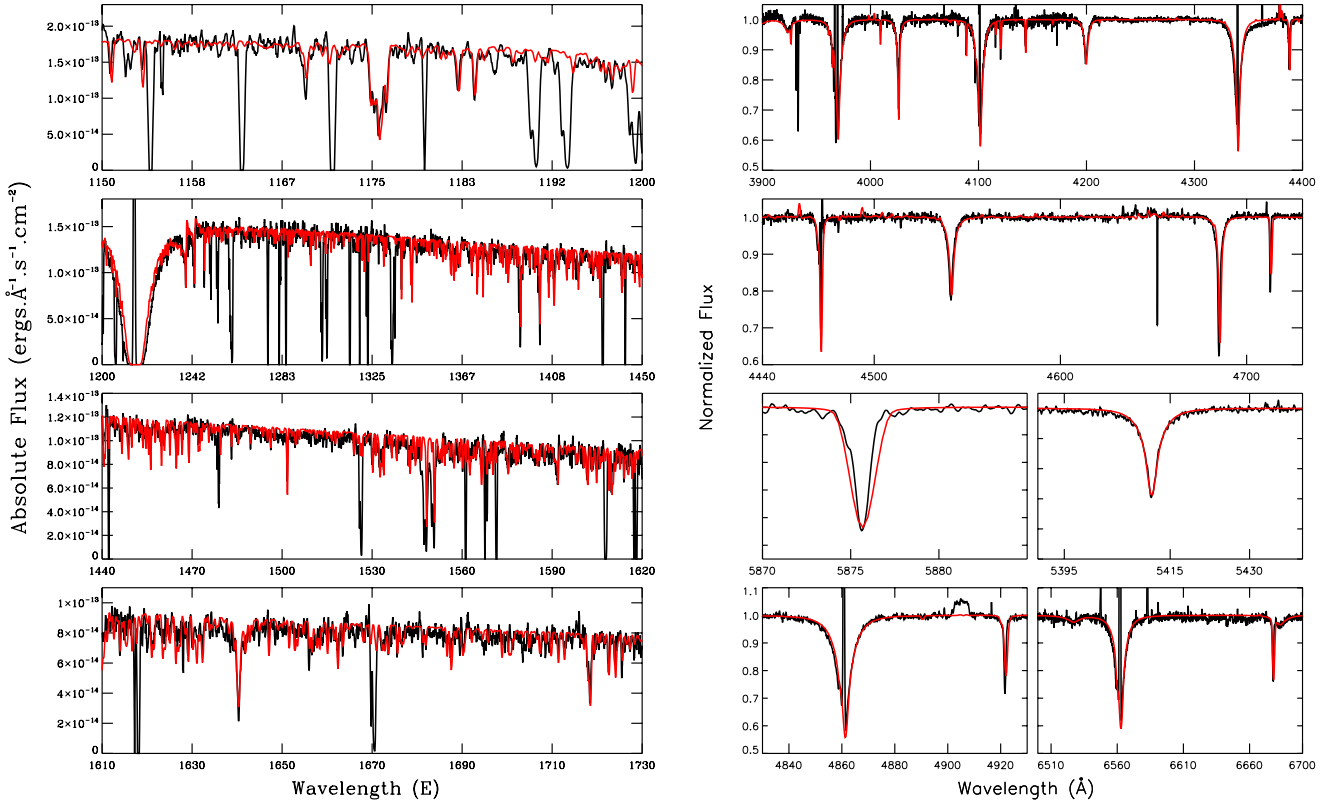 Absolute Flux (ergs.Å⁻¹.s⁻¹.cm⁻²)
2.0×10⁻¹³
1.5×10⁻¹³
1.0×10⁻¹³
5.0×10⁻¹⁴
0
1150 1158 1167 1175 1183 1192 1200
1.5×10⁻¹³
1.0×10⁻¹³
5.0×10⁻¹⁴
0
1200 1242 1283 1325 1367 1408 1450
1.4×10⁻¹³
1.2×10⁻¹³
1.0×10⁻¹³
8.0×10⁻¹⁴
6.0×10⁻¹⁴
4.0×10⁻¹⁴
2.0×10⁻¹⁴
0
1440 1470 1500 1530 1560 1590 1620
1×10⁻¹³
8×10⁻¹⁴
6×10⁻¹⁴
4×10⁻¹⁴
2×10⁻¹⁴
0
1610 1630 1650 1670 1690 1710 1730
Wavelength (E)
Normalized Flux
1.0
0.9
0.8
0.7
0.6
0.5
3900 4000 4100 4200 4300 4400
1.0
0.9
0.8
0.7
0.6
4440 4500 4600 4700
5870 5875 5880
5395 5415 5430
1.1
1.0
0.9
0.8
0.7
0.6
0.5
4840 4860 4880 4900 4920
6510 6560 6610 6660 6700
Wavelength (Å)